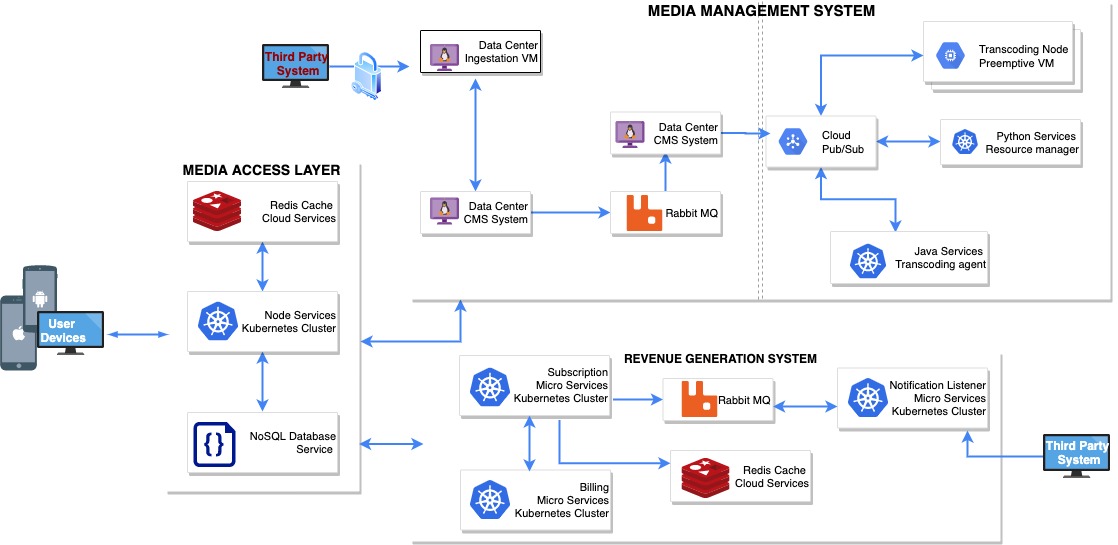 MEDIA MANAGEMENT SYSTEM
Third Party
System
Data Center
Ingestation VM
Transcoding Node
Preemptive VM
Data Center
CMS System
Cloud
Pub/Sub
Python Services
Resource manager
Data Center
CMS System
Rabbit MQ
Java Services
Transcoding agent
MEDIA ACCESS LAYER
Redis Cache
Cloud Services
Node Services
Kubernetes Cluster
NoSQL Database
Service
User
Devices
REVENUE GENERATION SYSTEM
Subscription
Micro Services
Kubernetes Cluster
Rabbit MQ
Notification Listener
Micro Services
Kubernetes Cluster
Redis Cache
Cloud Services
Billing
Micro Services
Kubernetes Cluster
Third Party
System